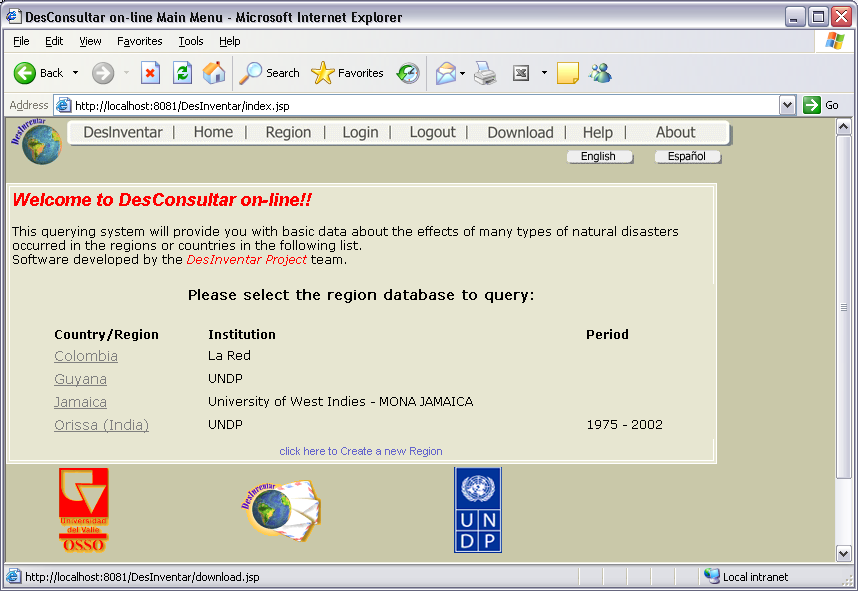 DesConsultar on-line Main Menu - Microsoft Internet Explorer
File Edit View Favorites Tools Help
Back Search Favorites
Address http://localhost:8081/DesInventar/index.jsp Go
DesInventar
DesInventar | Home | Region | Login | Logout | Download | Help | About
English Español
Welcome to DesConsultar on-line!!
This querying system will provide you with basic data about the effects of many types of natural disasters
occurred in the regions or countries in the following list.
Software developed by the DesInventar Project team.
Please select the region database to query:
Country/Region Institution Period
Colombia La Red
Guyana UNDP
Jamaica University of West Indies - MONA JAMAICA
Orissa (India) UNDP 1975 - 2002
click here to Create a new Region
Universidad
del Valle
OSSO
DesInventar
U N
D P
http://localhost:8081/DesInventar/download.jsp Local intranet